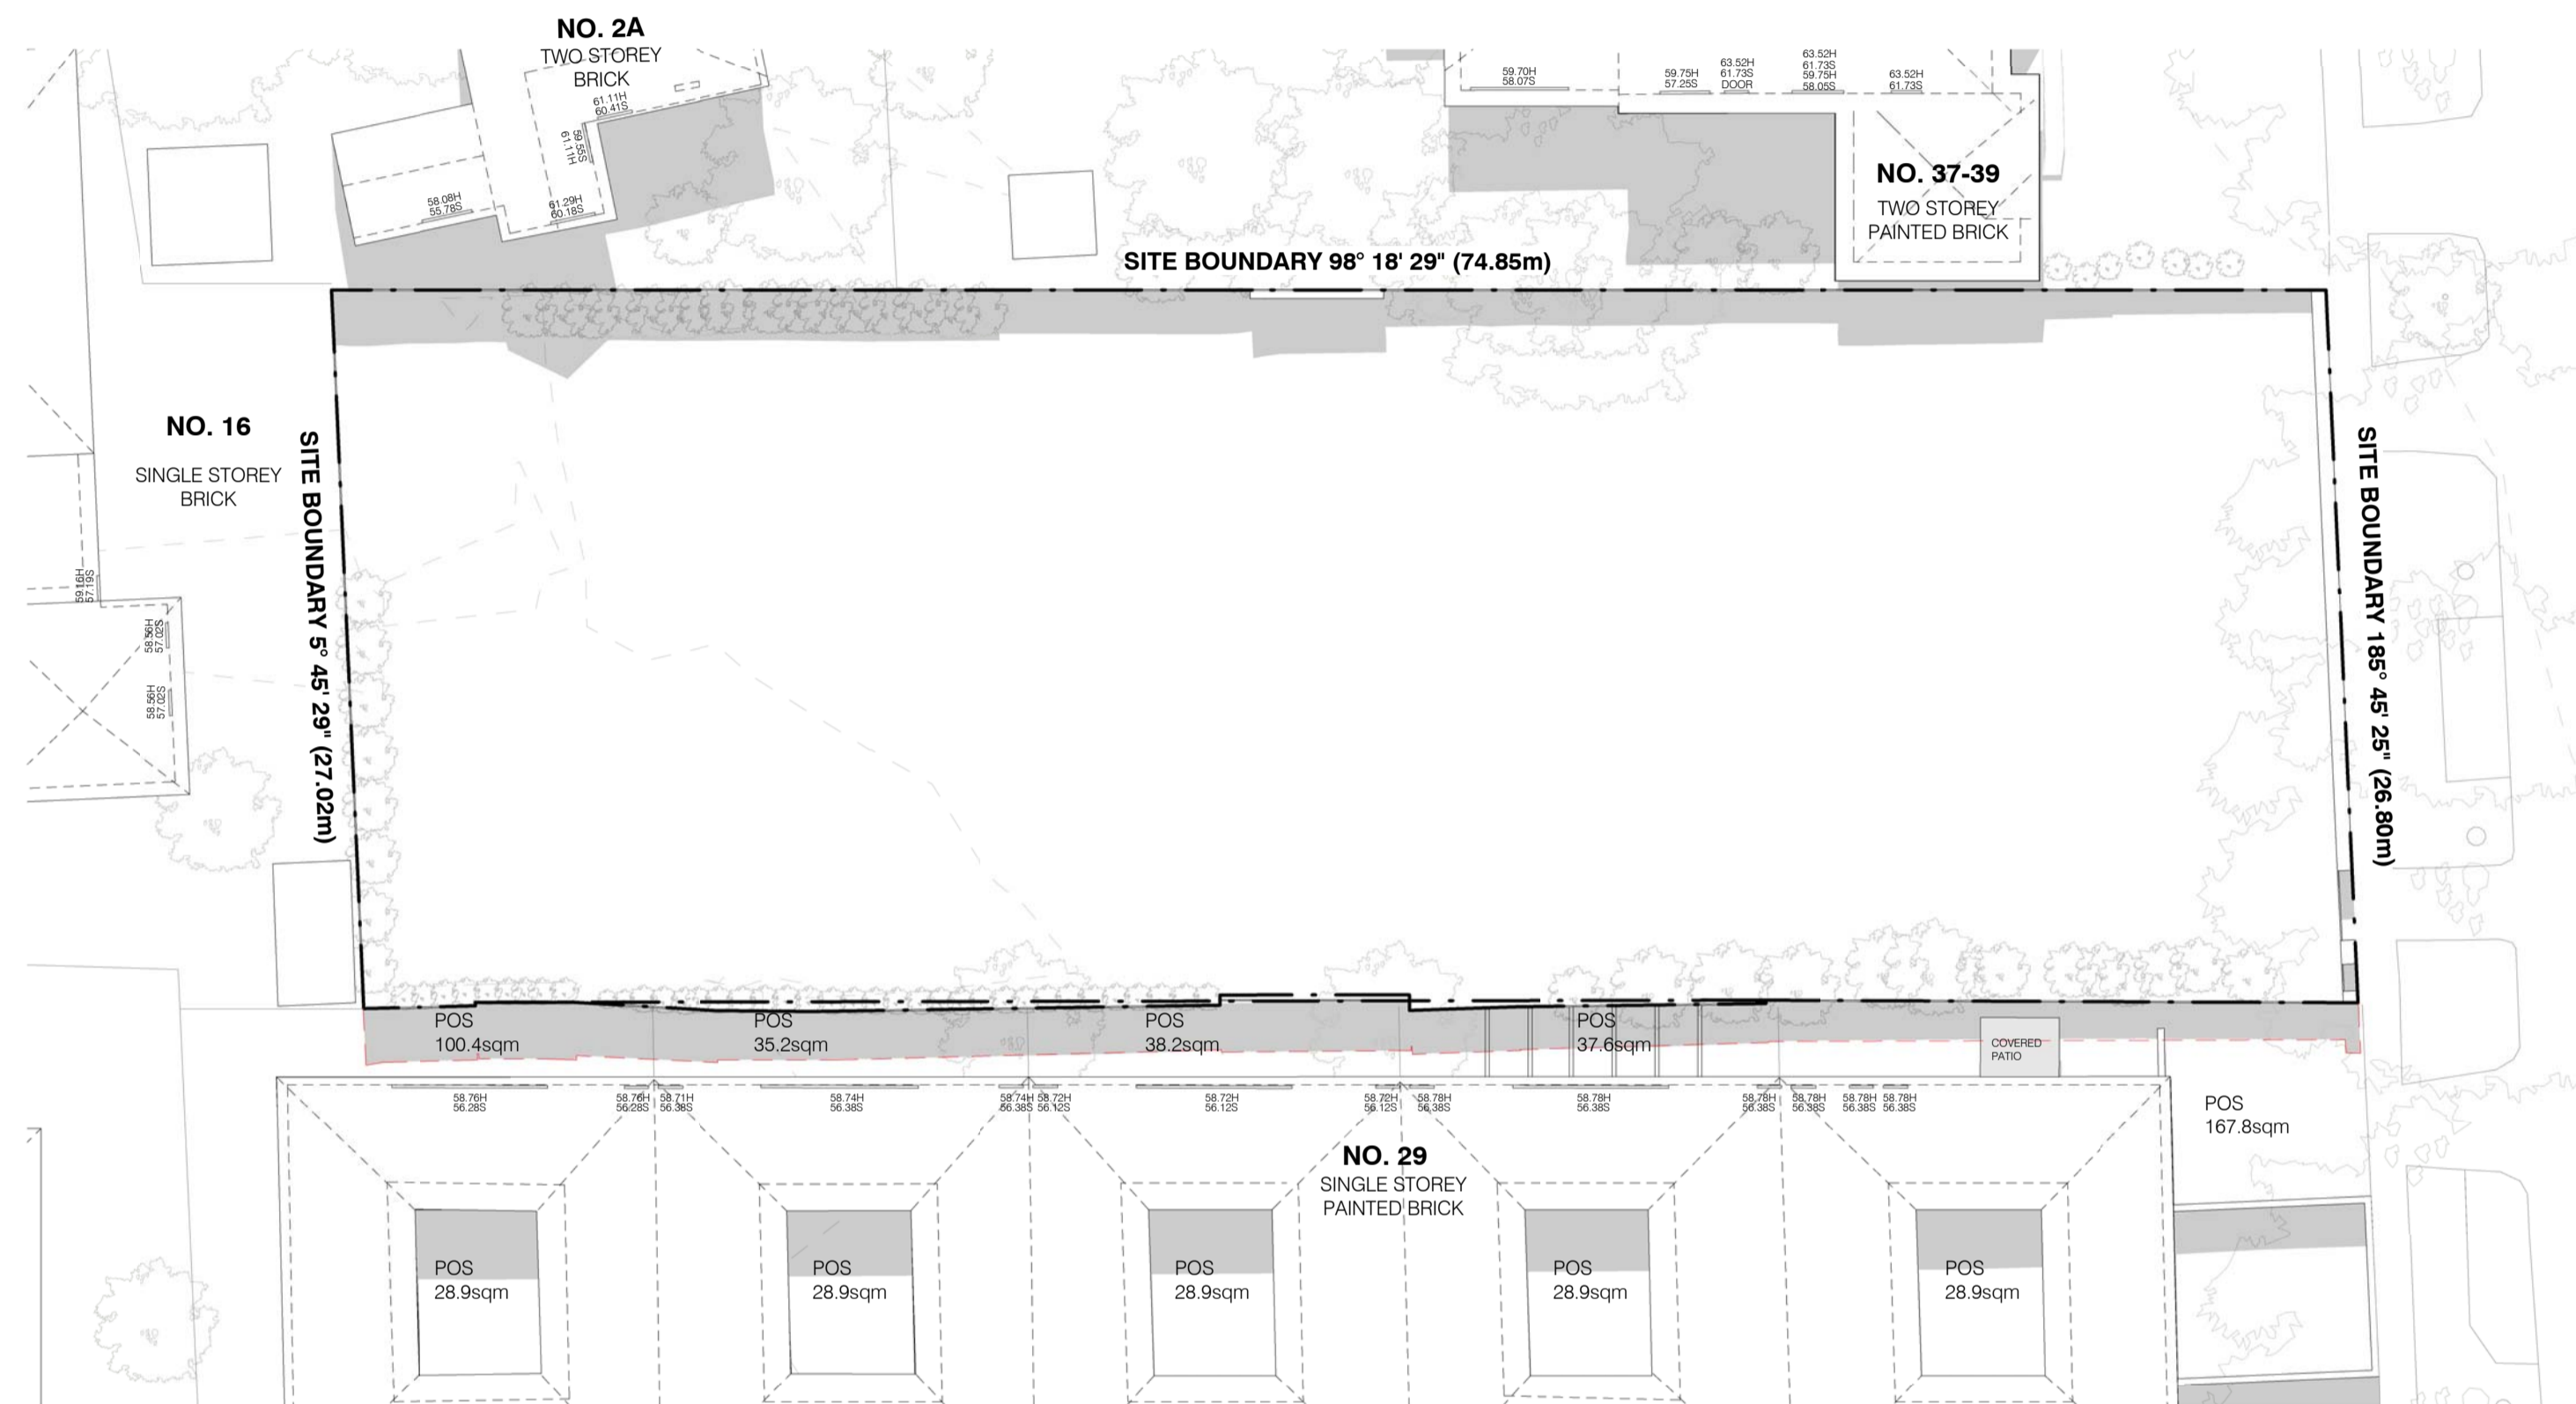 NO. 2A
TWO STOREY
BRICK
61.11H
60.41S
59.55S
61.11H
58.08H
55.78S
61.29H
60.18S
59.70H
58.07S
59.75H
57.25S
63.52H
61.73S
DOOR
63.52H
61.73S
59.75H
58.05S
63.52H
61.73S
NO. 37-39
TWO STOREY
PAINTED BRICK
SITE BOUNDARY 98° 18' 29" (74.85m)
NO. 16
SINGLE STOREY
BRICK
SITE BOUNDARY 5° 45' 29" (27.02m)
SITE BOUNDARY 185° 45' 25" (26.80m)
59.16H
57.19S
58.56H
57.02S
58.56H
57.02S
POS
100.4sqm
POS
35.2sqm
POS
38.2sqm
POS
37.6sqm
COVERED
PATIO
58.76H
56.28S
58.76H
56.28S
58.71H
56.38S
58.74H
56.38S
58.74H
56.38S
58.72H
56.12S
58.72H
56.12S
58.72H
56.12S
58.78H
56.38S
58.78H
56.38S
58.78H
56.38S
58.78H
56.38S
58.78H
56.38S
58.78H
56.38S
POS
167.8sqm
NO. 29
SINGLE STOREY
PAINTED BRICK
POS
28.9sqm
POS
28.9sqm
POS
28.9sqm
POS
28.9sqm
POS
28.9sqm